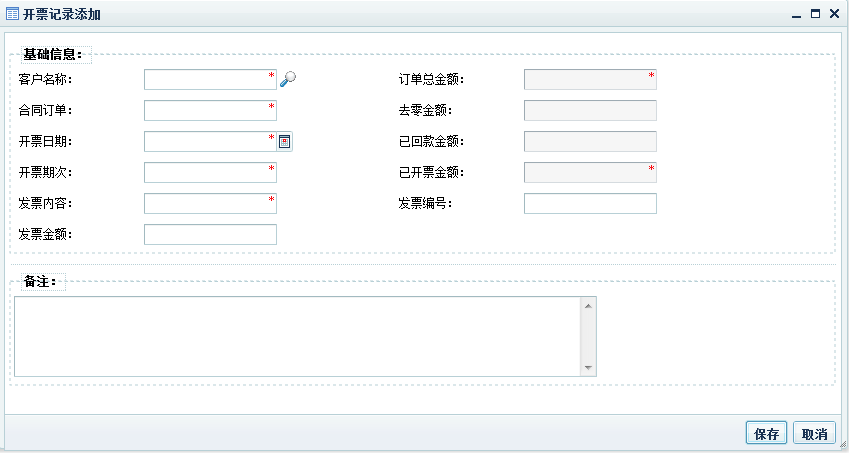 开票记录添加
基础信息：
客户名称： * 订单总金额： *
合同订单： * 去零金额：
开票日期： * 已回款金额：
开票期次： * 已开票金额： *
发票内容： * 发票编号：
发票金额：
备注：
保存 取消